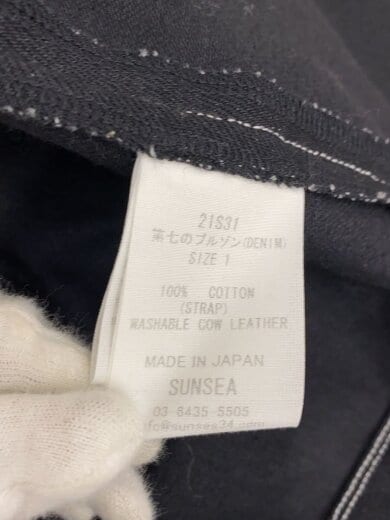 21S31
第七のブルゾン(DENIM)
SIZE 1
100% COTTON
(STRAP)
WASHABLE COW LEATHER
MADE IN JAPAN
SUNSEA
03-6435-5505